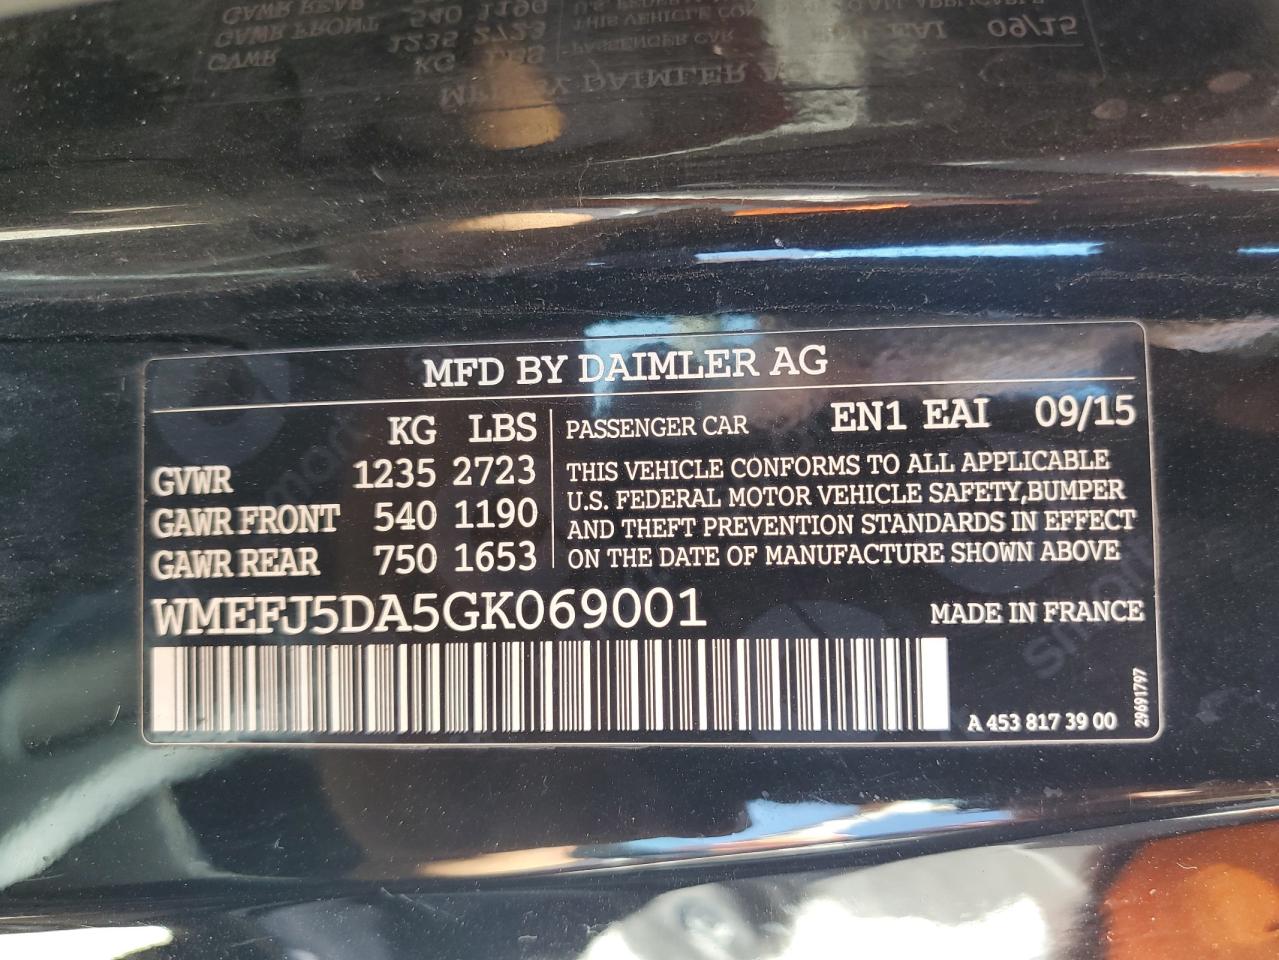 MFD BY DAIMLER AG
KG LBS
GVWR 1235 2723
GAWR FRONT 540 1190
GAWR REAR 750 1653
PASSENGER CAR EN1 EAI 09/15
THIS VEHICLE CONFORMS TO ALL APPLICABLE
U.S. FEDERAL MOTOR VEHICLE SAFETY,BUMPER
AND THEFT PREVENTION STANDARDS IN EFFECT
ON THE DATE OF MANUFACTURE SHOWN ABOVE
WMEFJ5DA5GK069001
MADE IN FRANCE
A 453 817 39 00
29691797
smart